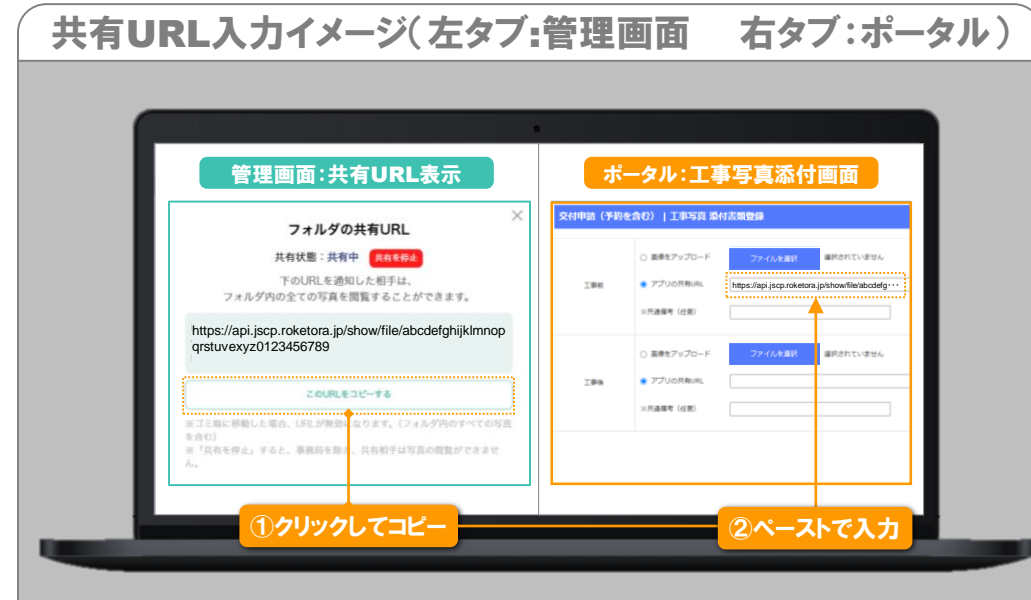 共有URL入力イメージ(左タブ:管理画面　右タブ:ポータル)
管理画面:共有URL表示
×
フォルダの共有URL
共有状態:共有中 共有を停止
下のURLを通知した相手は、
フォルダ内の全ての写真を閲覧することができます。
https://api.jscp.roketora.jp/show/file/abcdefghijklmnop
qrstuvexyz0123456789
このURLをコピーする
※ゴミ箱に移動した場合、URLが無効になります。(フォルダ内のすべての写真
を含む)
※「共有を停止」すると、事務局を除き、共有相手は写真の閲覧ができませ
ん。
①クリックしてコピー
ポータル:工事写真添付画面
交付申請(予約を含む) | 工事写真 添付書類登録
工事前
画像をアップロード ファイルを選択 選択されていません
アプリの共有URL https://api.jscp.roketora.jp/show/file/abcdefg･･･
※共通備考(任意)
工事後
画像をアップロード ファイルを選択 選択されていません
アプリの共有URL
※共通備考(任意)
②ペーストで入力